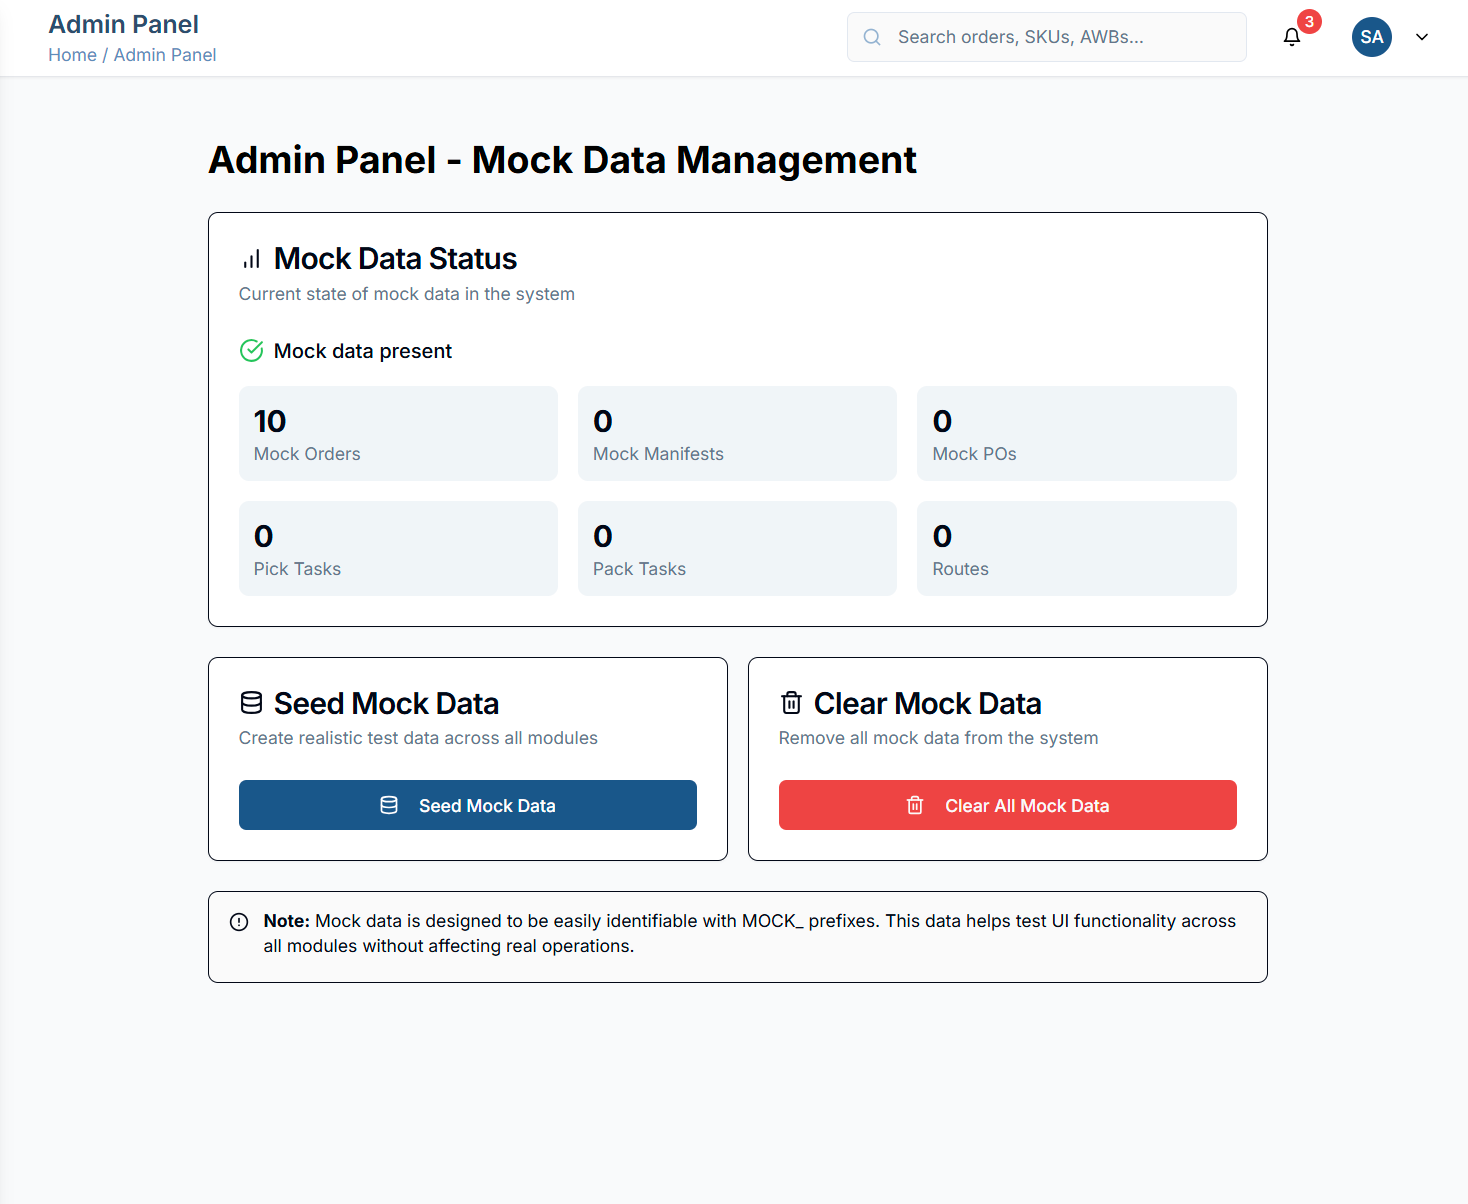 Admin Panel
Home / Admin Panel
Search orders, SKUs, AWBs...
3
SA
Admin Panel - Mock Data Management
Mock Data Status
Current state of mock data in the system
Mock data present
10
Mock Orders
0
Mock Manifests
0
Mock POs
0
Pick Tasks
0
Pack Tasks
0
Routes
Seed Mock Data
Create realistic test data across all modules
Seed Mock Data
Clear Mock Data
Remove all mock data from the system
Clear All Mock Data
Note: Mock data is designed to be easily identifiable with MOCK_ prefixes. This data helps test UI functionality across
all modules without affecting real operations.